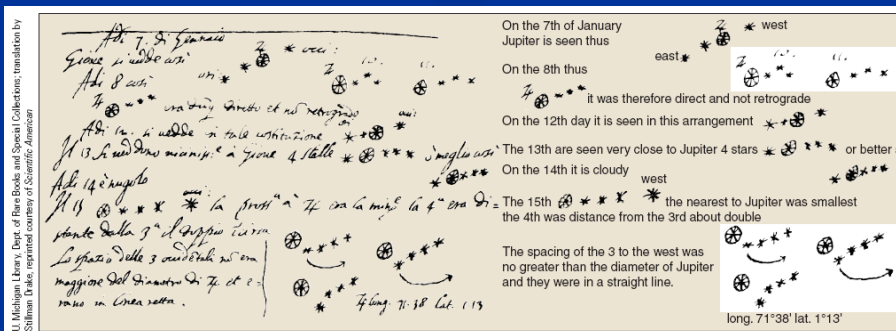 U. Michigan Library, Dept. of Rare Books and Special Collections; translation by
Stillman Drake, reprinted courtesy of Scientific American
Adi 7. di Gennaio
Giove si vedde così
Adi 8 così
era dunque diretto et non retrogrado
Adi 12. si vedde in tale costituzione
Il 13 si veddono vicinissime à Giove 4 stelle
ò meglio così
Adi 14 è nugolo
Il 15
la prossima à
era la minore la 4ª era di=
stante dalla 3ª il doppio in circa
Lo spazio delle 3 occidentali non era
maggiore del diametro di
et e=
rano in linea retta.
long. 71.38 lat. 1.13
On the 7th of January
Jupiter is seen thus
west
east
On the 8th thus
it was therefore direct and not retrograde
On the 12th day it is seen in this arrangement
The 13th are seen very close to Jupiter 4 stars
or better
On the 14th it is cloudy
west
The 15th
the nearest to Jupiter was smallest
the 4th was distance from the 3rd about double
The spacing of the 3 to the west was
no greater than the diameter of Jupiter
and they were in a straight line.
long. 71°38' lat. 1°13'